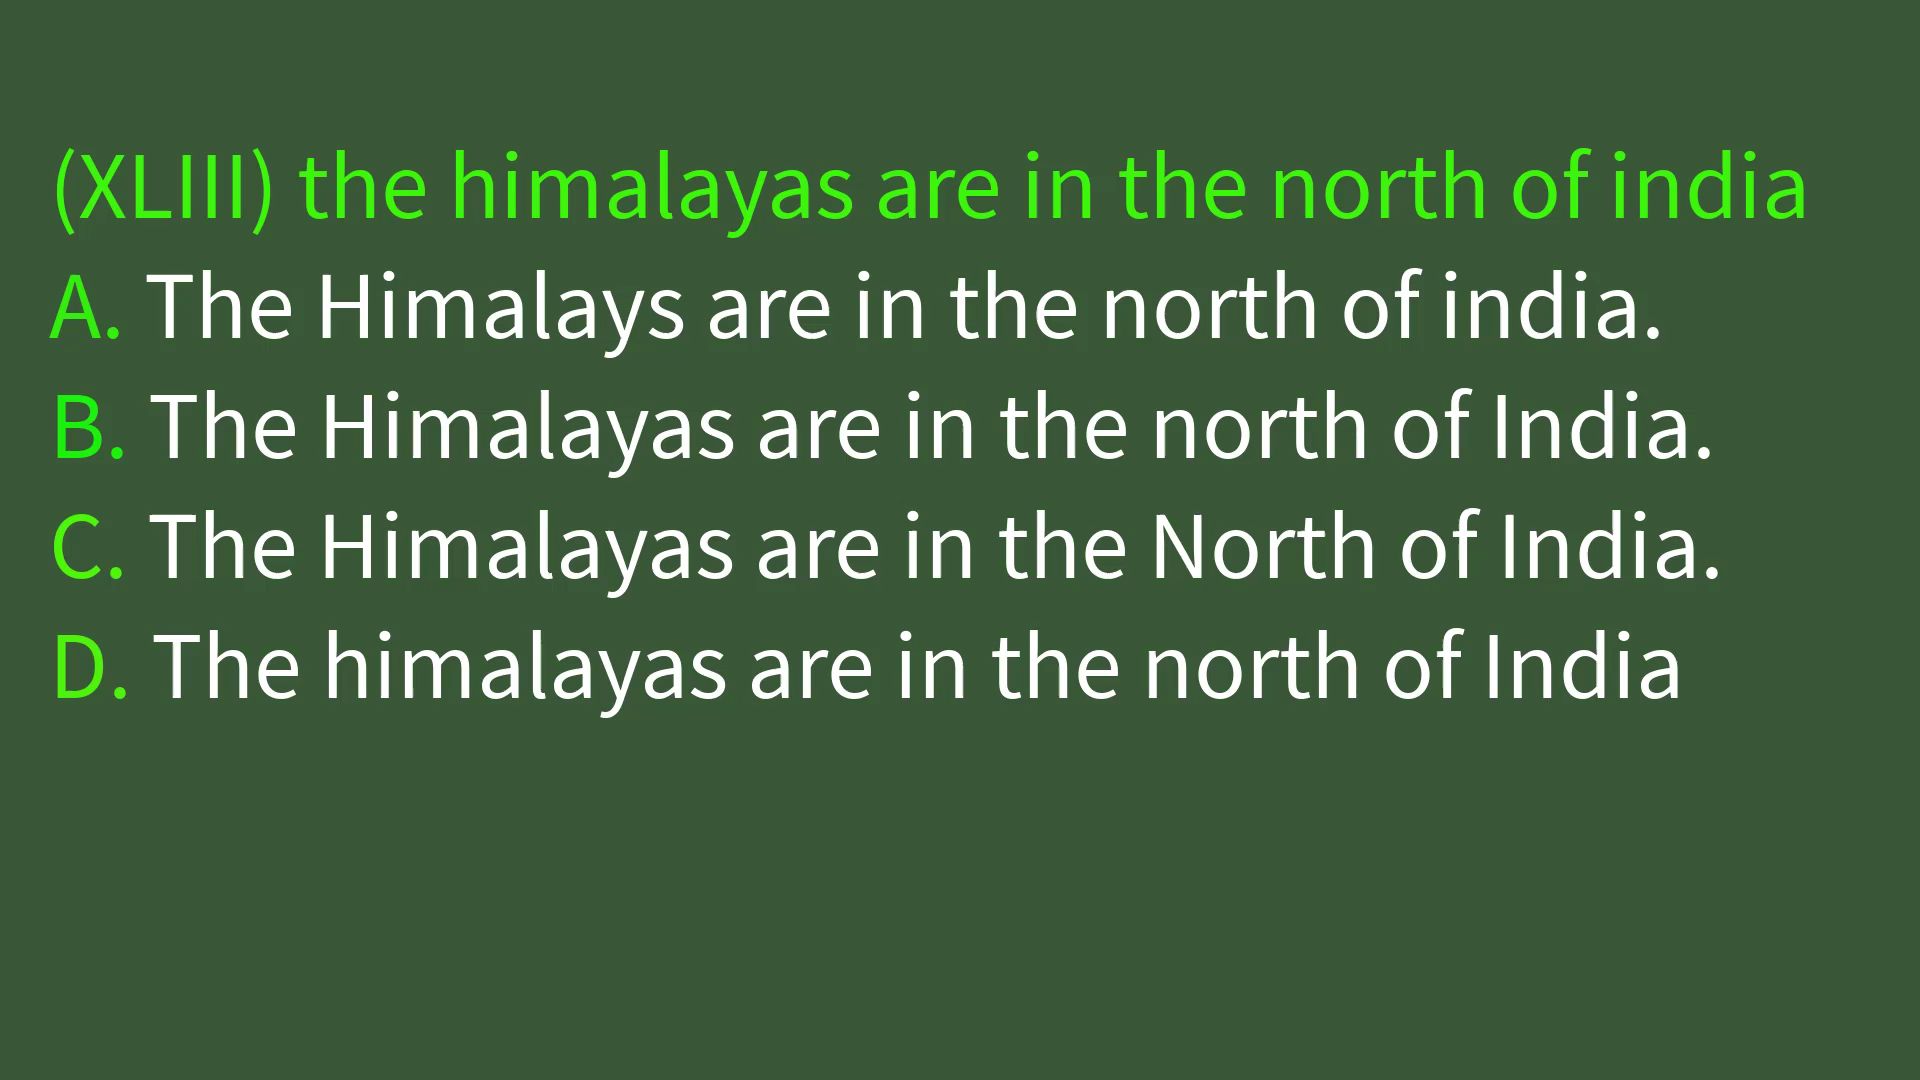 (XLIII) the himalayas are in the north of india
A. The Himalays are in the north of india.
B. The Himalayas are in the north of India.
C. The Himalayas are in the North of India.
D. The himalayas are in the north of India